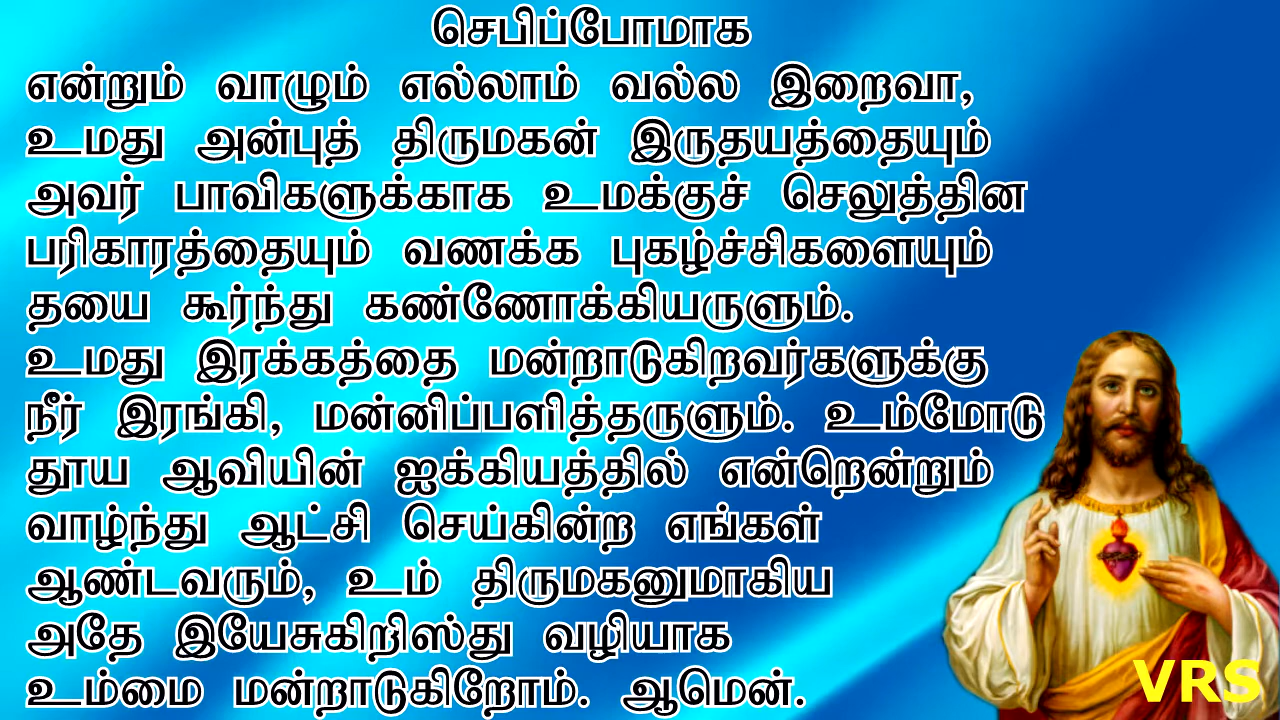 செபிப்போமாக
என்றும் வாழும் எல்லாம் வல்ல இறைவா,
உமது அன்புத் திருமகன் இருதயத்தையும்
அவர் பாவிகளுக்காக உமக்குச் செலுத்தின
பரிகாரத்தையும் வணக்க புகழ்ச்சிகளையும்
தயை கூர்ந்து கண்ணோக்கியருளும்.
உமது இரக்கத்தை மன்றாடுகிறவர்களுக்கு
நீர் இரங்கி, மன்னிப்பளித்தருளும். உம்மோடு
தூய ஆவியின் ஐக்கியத்தில் என்றென்றும்
வாழ்ந்து ஆட்சி செய்கின்ற எங்கள்
ஆண்டவரும், உம் திருமகனுமாகிய
அதே இயேசுகிறிஸ்து வழியாக
உம்மை மன்றாடுகிறோம். ஆமென்.
VRS